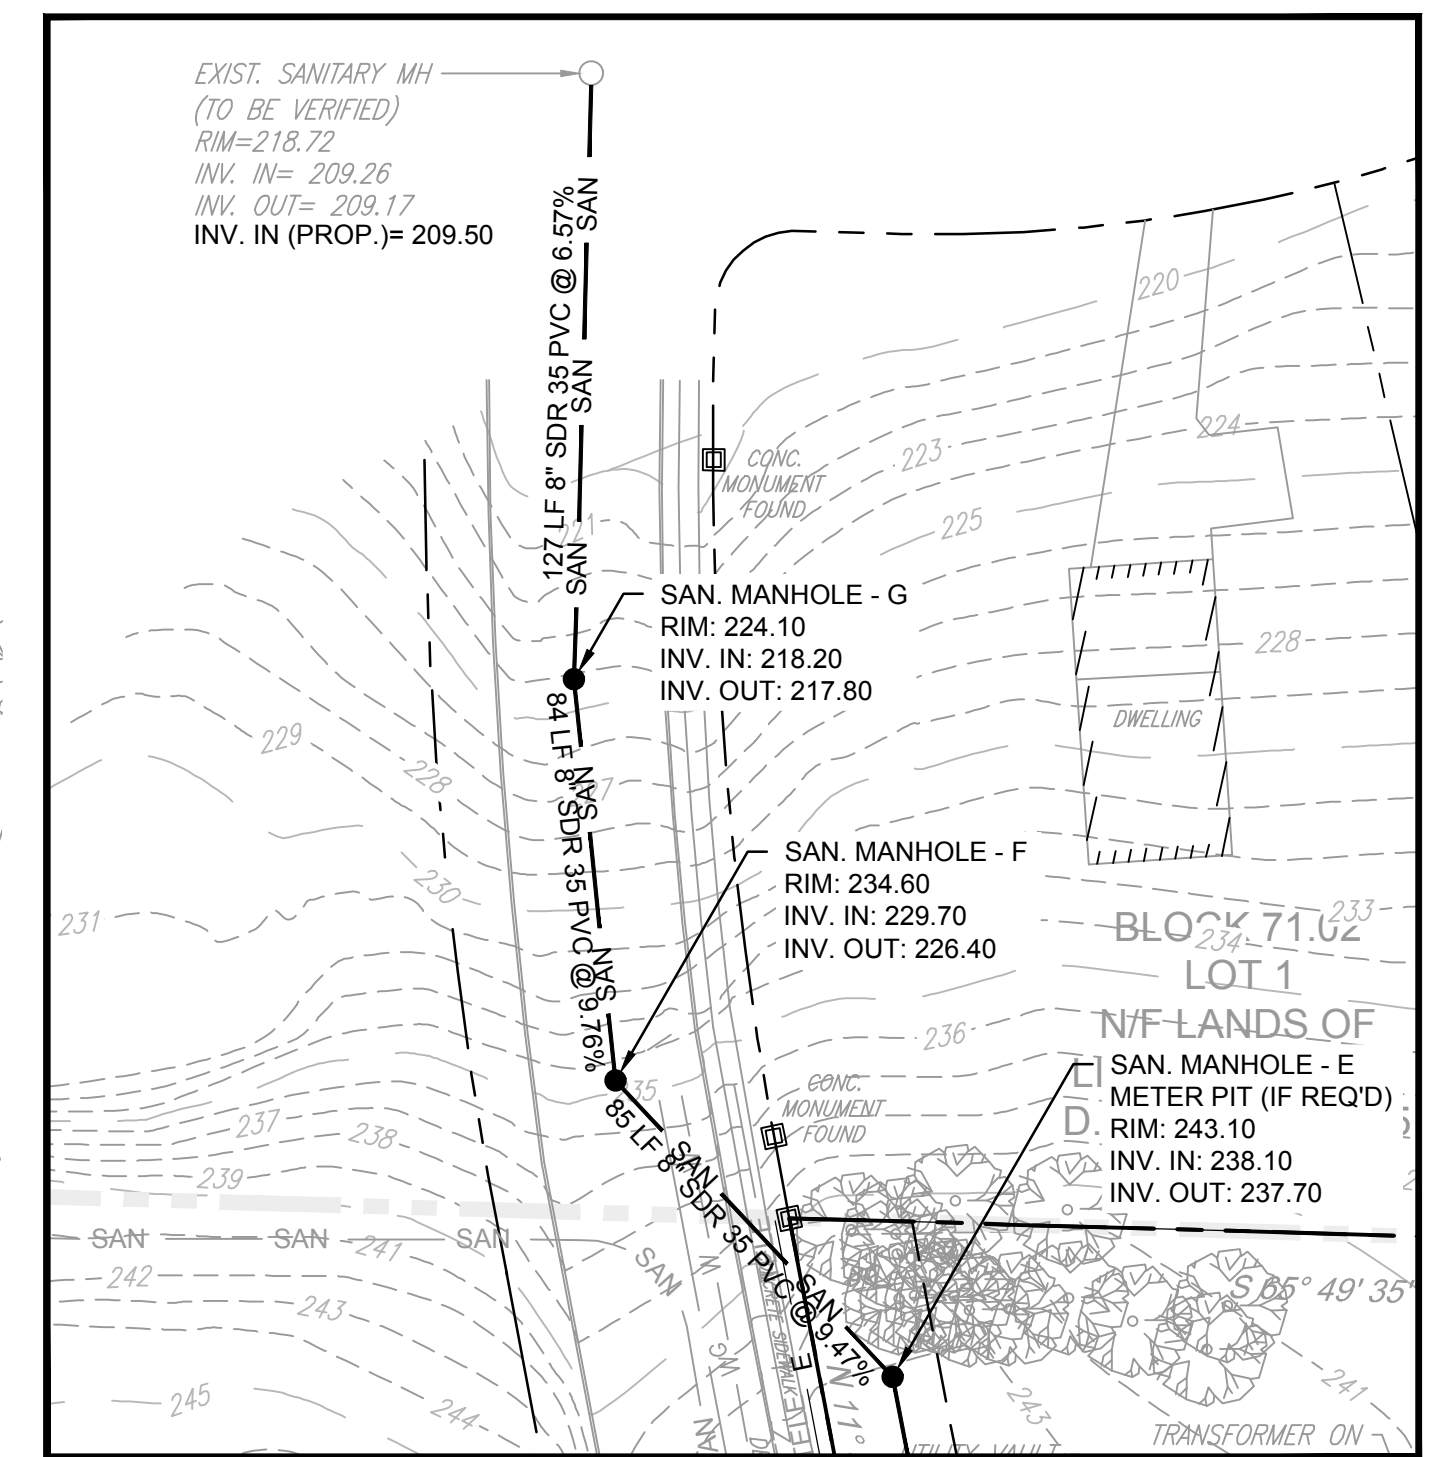 EXIST. SANITARY MH
(TO BE VERIFIED)
RIM=218.72
INV. IN= 209.26
INV. OUT= 209.17
INV. IN (PROP.)= 209.50
127 LF 8" SDR 35 PVC @ 6.57%
SAN
SAN
SAN
220
224
223
225
221
CONC.
MONUMENT
FOUND
SAN. MANHOLE - G
RIM: 224.10
INV. IN: 218.20
INV. OUT: 217.80
228
DWELLING
84 LF 8" SDR 35 PVC @ 9.76%
SAN
SAN
229
228
227
230
231
SAN. MANHOLE - F
RIM: 234.60
INV. IN: 229.70
INV. OUT: 226.40
233
234
BLOCK 71.02
LOT 1
N/F LANDS OF
236
SAN. MANHOLE - E
METER PIT (IF REQ'D)
RIM: 243.10
INV. IN: 238.10
INV. OUT: 237.70
D.
235
CONC.
MONUMENT
FOUND
85 LF 8" SDR 35 PVC @ 9.47%
SAN
SAN
237
238
239
SAN
SAN
SAN
SAN
241
242
243
245
244
W
WG
E
N 11°
S 65° 49' 35"
241
243
TRANSFORMER ON
UTILITY VAULT